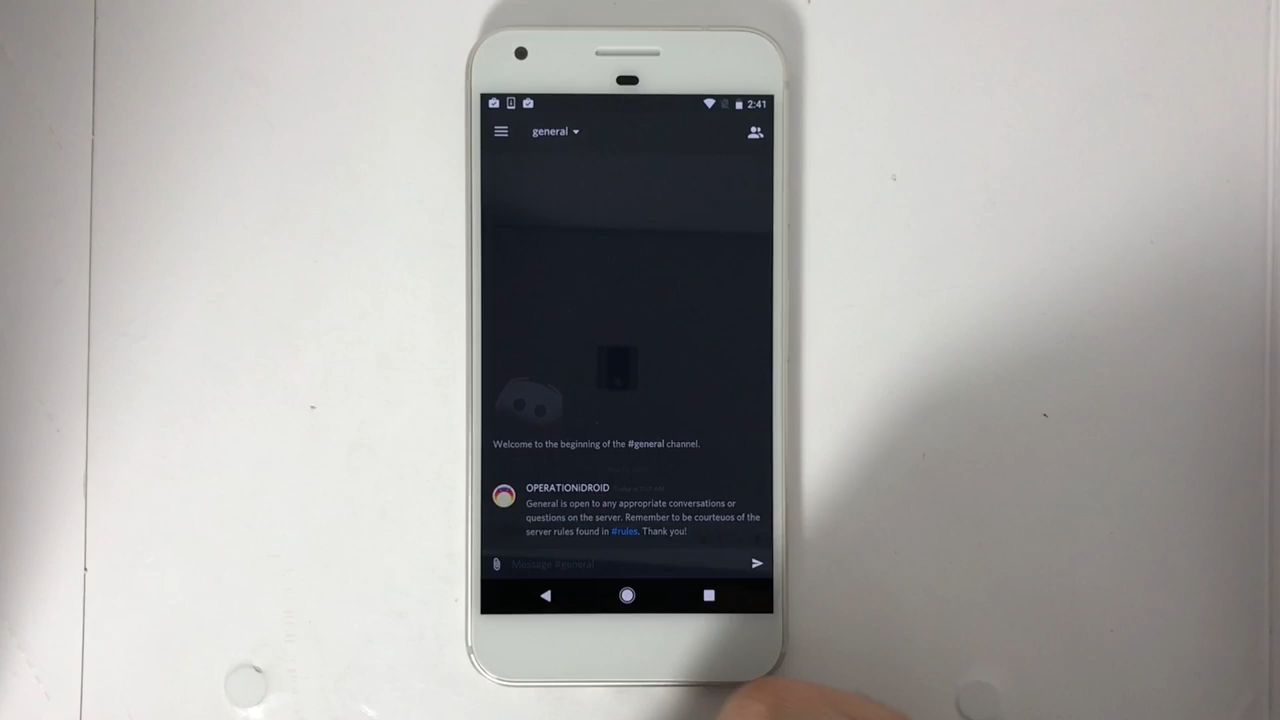 2:41
general
Welcome to the beginning of the #general channel.
OPERATIONiDROID
General is open to any appropriate conversations or
questions on the server. Remember to be courteuos of the
server rules found in #rules. Thank you!
Message #general